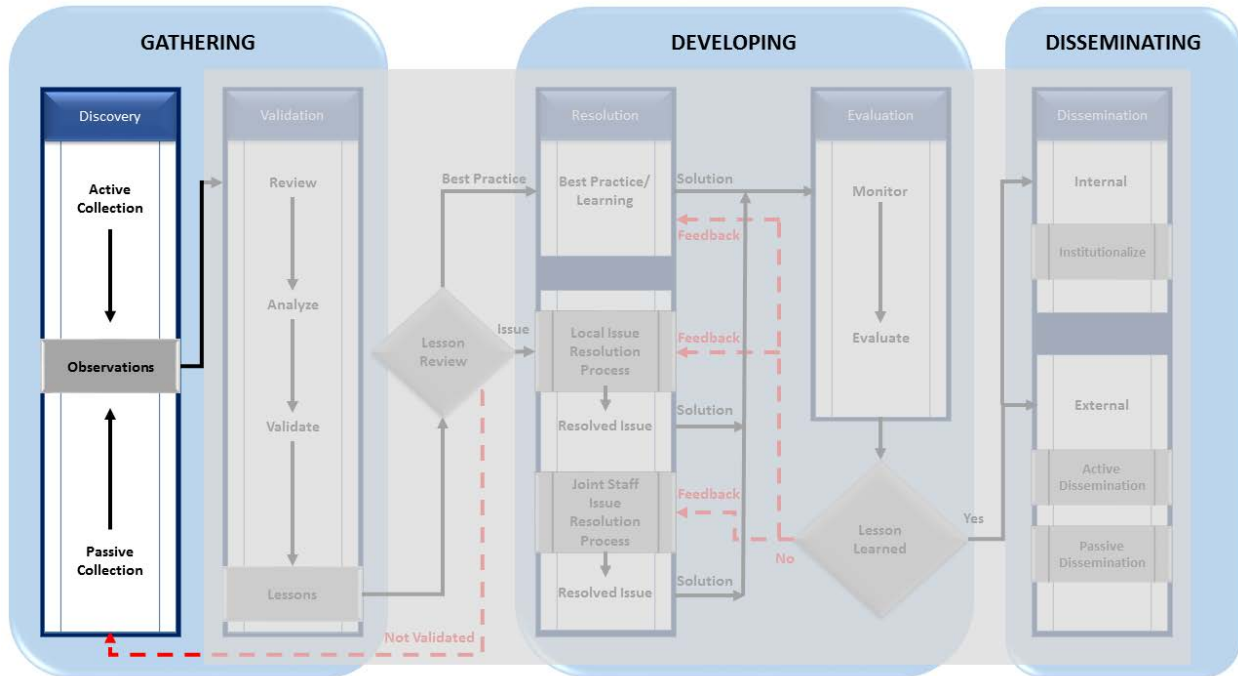 GATHERING
DEVELOPING
DISSEMINATING
Discovery
Active
Collection
Observations
Passive
Collection
Validation
Review
Analyze
Validate
Lessons
Not Validated
Best Practice
Lesson
Review
Issue
Resolution
Best Practice/
Learning
Local Issue
Resolution
Process
Resolved Issue
Joint Staff
Issue
Resolution
Process
Resolved Issue
Solution
Feedback
Feedback
Solution
Feedback
Solution
Evaluation
Monitor
Evaluate
Lesson
Learned
No
Yes
Dissemination
Internal
Institutionalize
External
Active
Dissemination
Passive
Dissemination